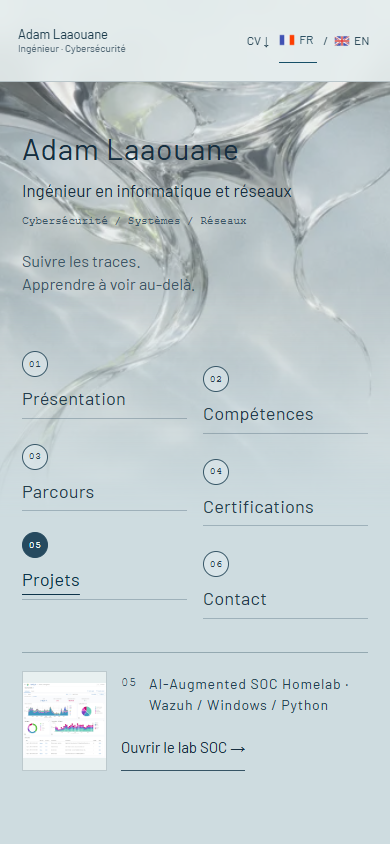 Adam Laaouane
Ingénieur · Cybersécurité
CV ↓ FR / EN
Adam Laaouane
Ingénieur en informatique et réseaux
Cybersécurité / Systèmes / Réseaux
Suivre les traces.
Apprendre à voir au-delà.
01
Présentation
02
Compétences
03
Parcours
04
Certifications
05
Projets
06
Contact
05 AI-Augmented SOC Homelab ·
Wazuh / Windows / Python
Ouvrir le lab SOC →